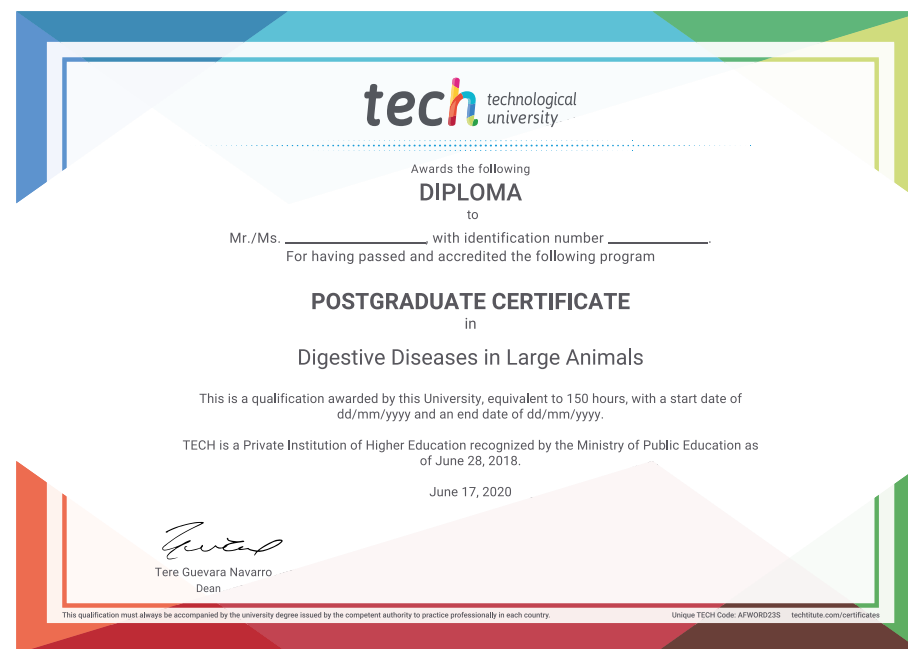 tech technological
university
Awards the following
DIPLOMA
to
Mr./Ms. ____________________, with identification number ______________.
For having passed and accredited the following program
POSTGRADUATE CERTIFICATE
in
Digestive Diseases in Large Animals
This is a qualification awarded by this University, equivalent to 150 hours, with a start date of
dd/mm/yyyy and an end date of dd/mm/yyyy.
TECH is a Private Institution of Higher Education recognized by the Ministry of Public Education as
of June 28, 2018.
June 17, 2020
Tere Guevara Navarro
Dean
This qualification must always be accompanied by the university degree issued by the competent authority to practice professionally in each country. Unique TECH Code: AFWORD23S techtitute.com/certificates